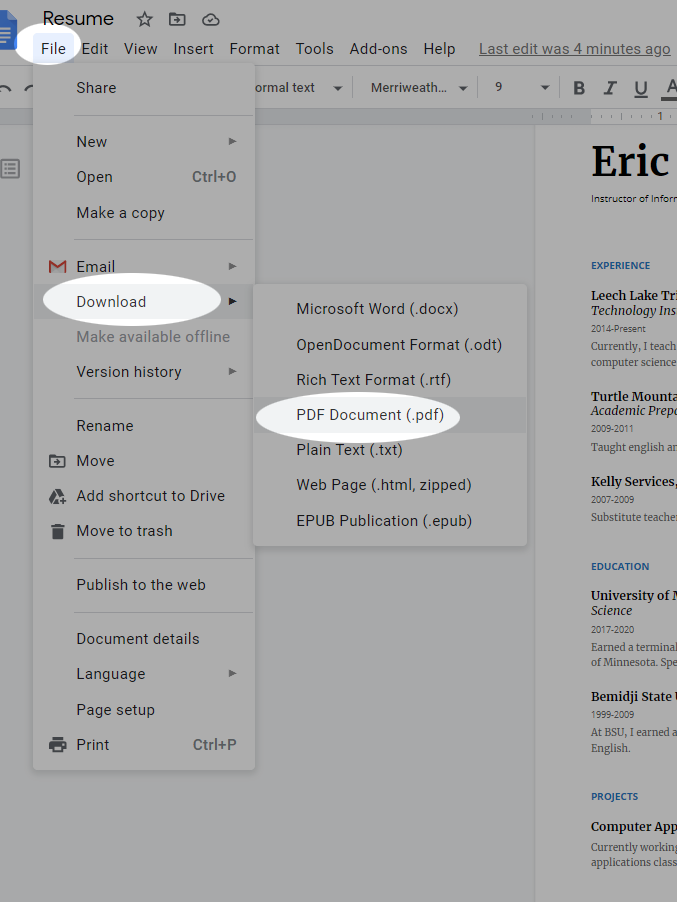 Resume
File Edit View Insert Format Tools Add-ons Help Last edit was 4 minutes ago
ormal text Merriweath... 9 B I U A
1
Share
New
Open Ctrl+O
Make a copy
Email
Download
Make available offline
Version history
Rename
Move
Add shortcut to Drive
Move to trash
Publish to the web
Document details
Language
Page setup
Print Ctrl+P
Microsoft Word (.docx)
OpenDocument Format (.odt)
Rich Text Format (.rtf)
PDF Document (.pdf)
Plain Text (.txt)
Web Page (.html, zipped)
EPUB Publication (.epub)
Eric
Instructor of Inform
EXPERIENCE
Leech Lake Tri
Technology Ins
2014-Present
Currently, I teach
computer science
Turtle Mounta
Academic Prepa
2009-2011
Taught english an
Kelly Services,
2007-2009
Substitute teache
EDUCATION
University of M
Science
2017-2020
Earned a terminal
of Minnesota. Spe
Bemidji State U
1999-2009
At BSU, I earned a
English.
PROJECTS
Computer App
Currently working
applications class